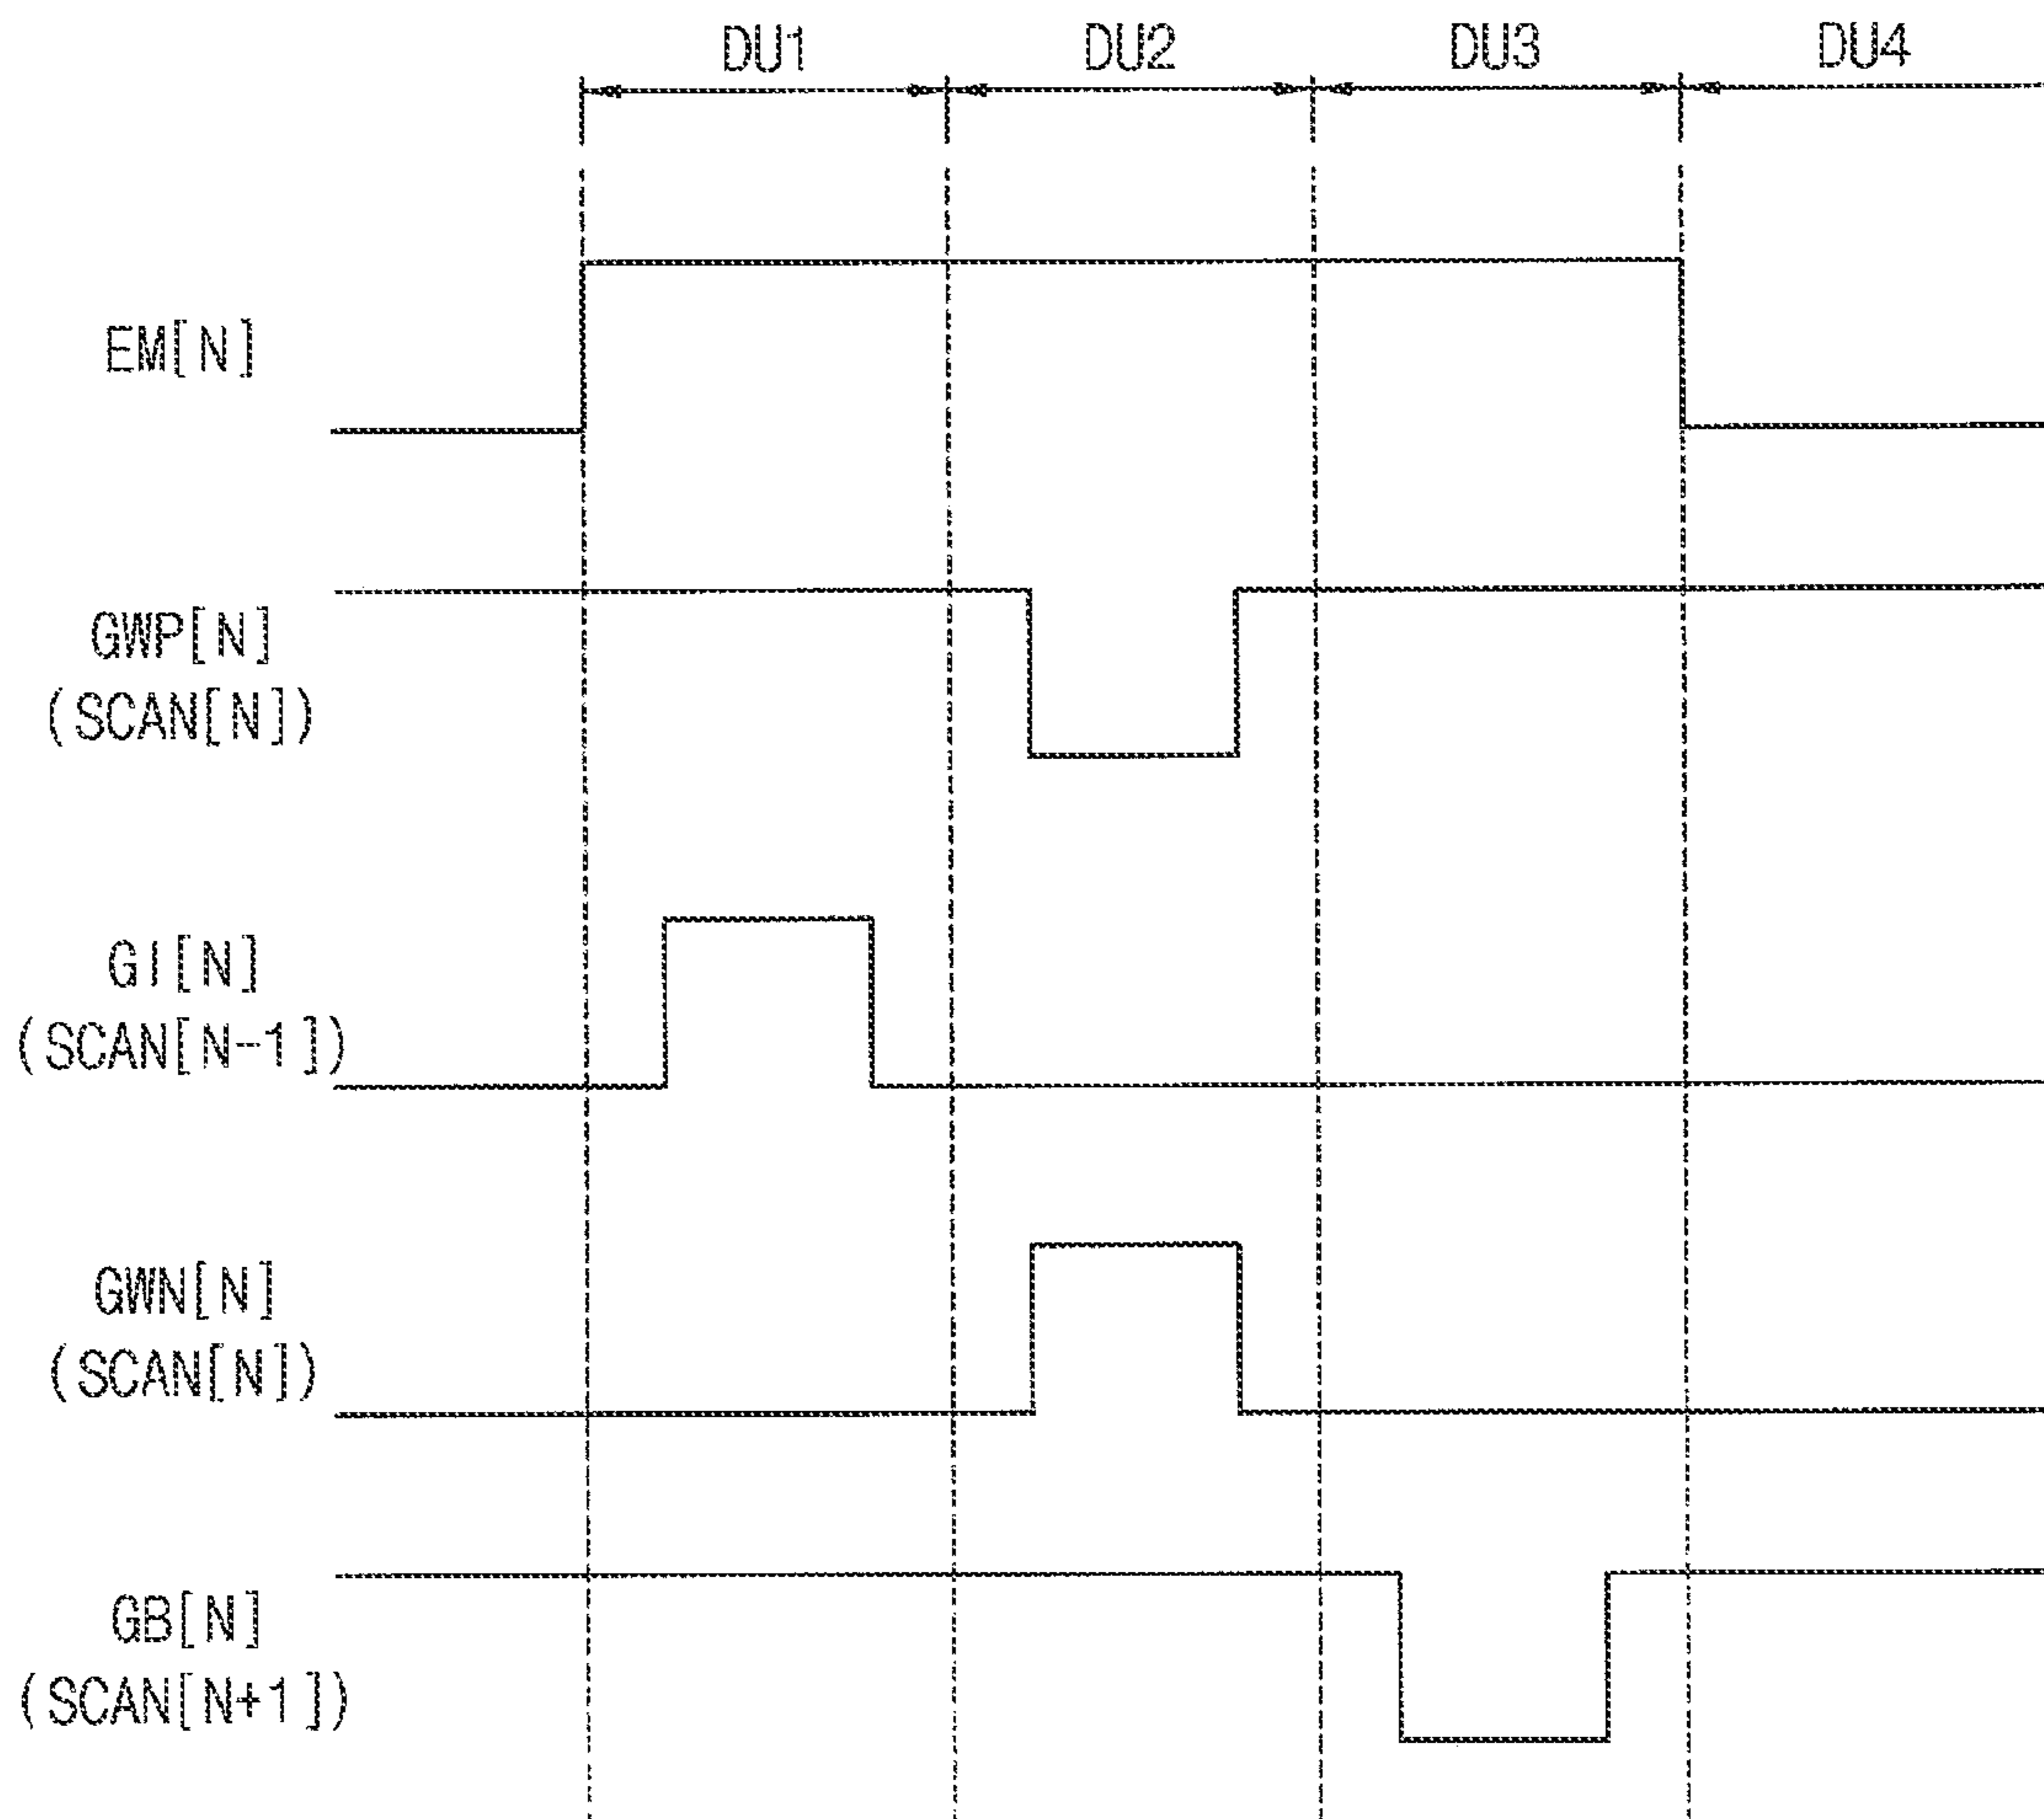 DU1 DU2 DU3 DU4
EM[N]
GWP[N]
(SCAN[N])
GI[N]
(SCAN[N-1])
GWN[N]
(SCAN[N])
GB[N]
(SCAN[N+1])